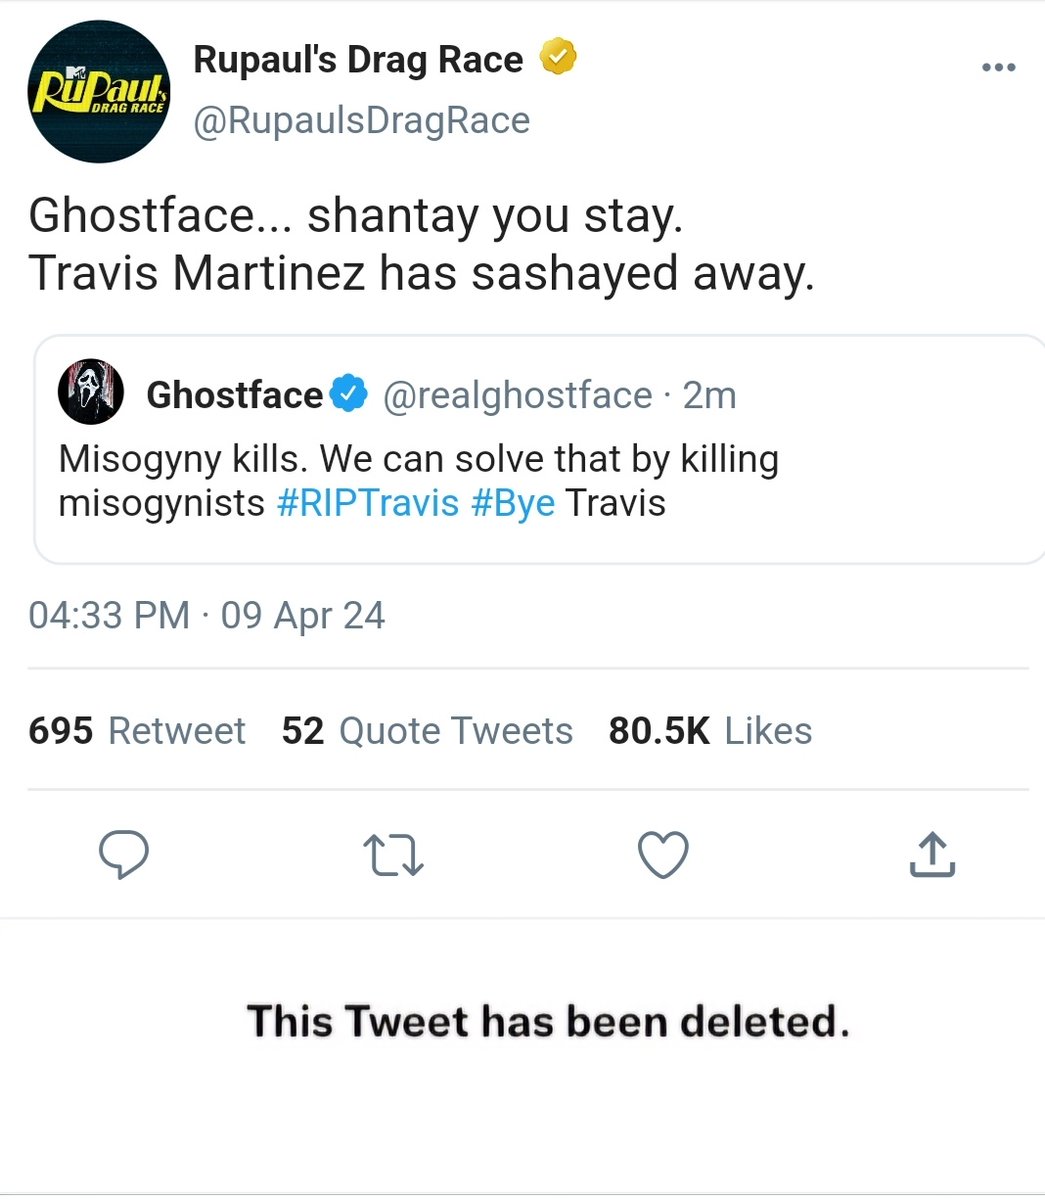 MTV
RuPaul's
DRAG RACE
Rupaul's Drag Race
@RupaulsDragRace
Ghostface... shantay you stay.
Travis Martinez has sashayed away.
Ghostface @realghostface · 2m
Misogyny kills. We can solve that by killing
misogynists #RIPTravis #Bye Travis
04:33 PM · 09 Apr 24
695 Retweet 52 Quote Tweets 80.5K Likes
This Tweet has been deleted.